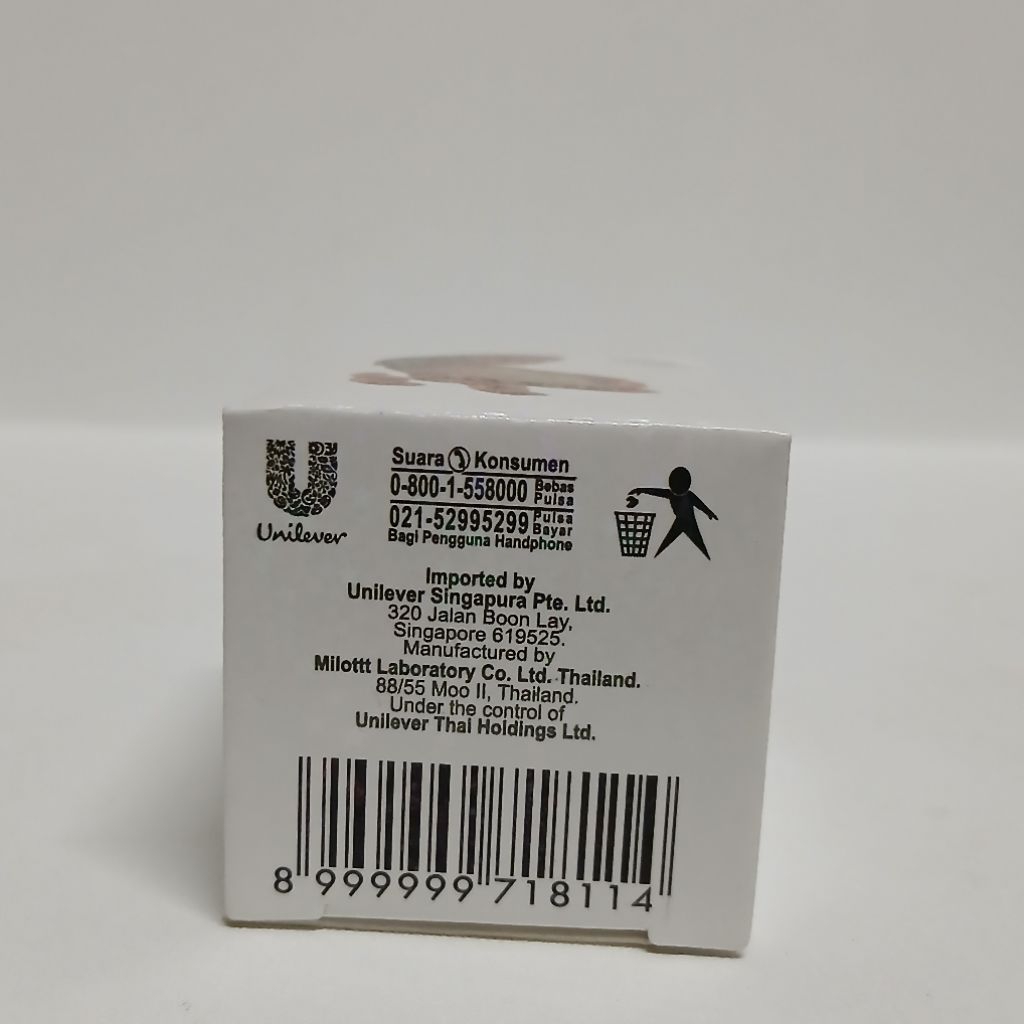 Unilever
Suara Konsumen
0-800-1-558000 Bebas Pulsa
021-52995299 Pulsa Bayar
Bagi Pengguna Handphone
Imported by
Unilever Singapura Pte. Ltd.
320 Jalan Boon Lay,
Singapore 619525.
Manufactured by
Milottt Laboratory Co. Ltd. Thailand.
88/55 Moo II, Thailand.
Under the control of
Unilever Thai Holdings Ltd.
8 999999 718114